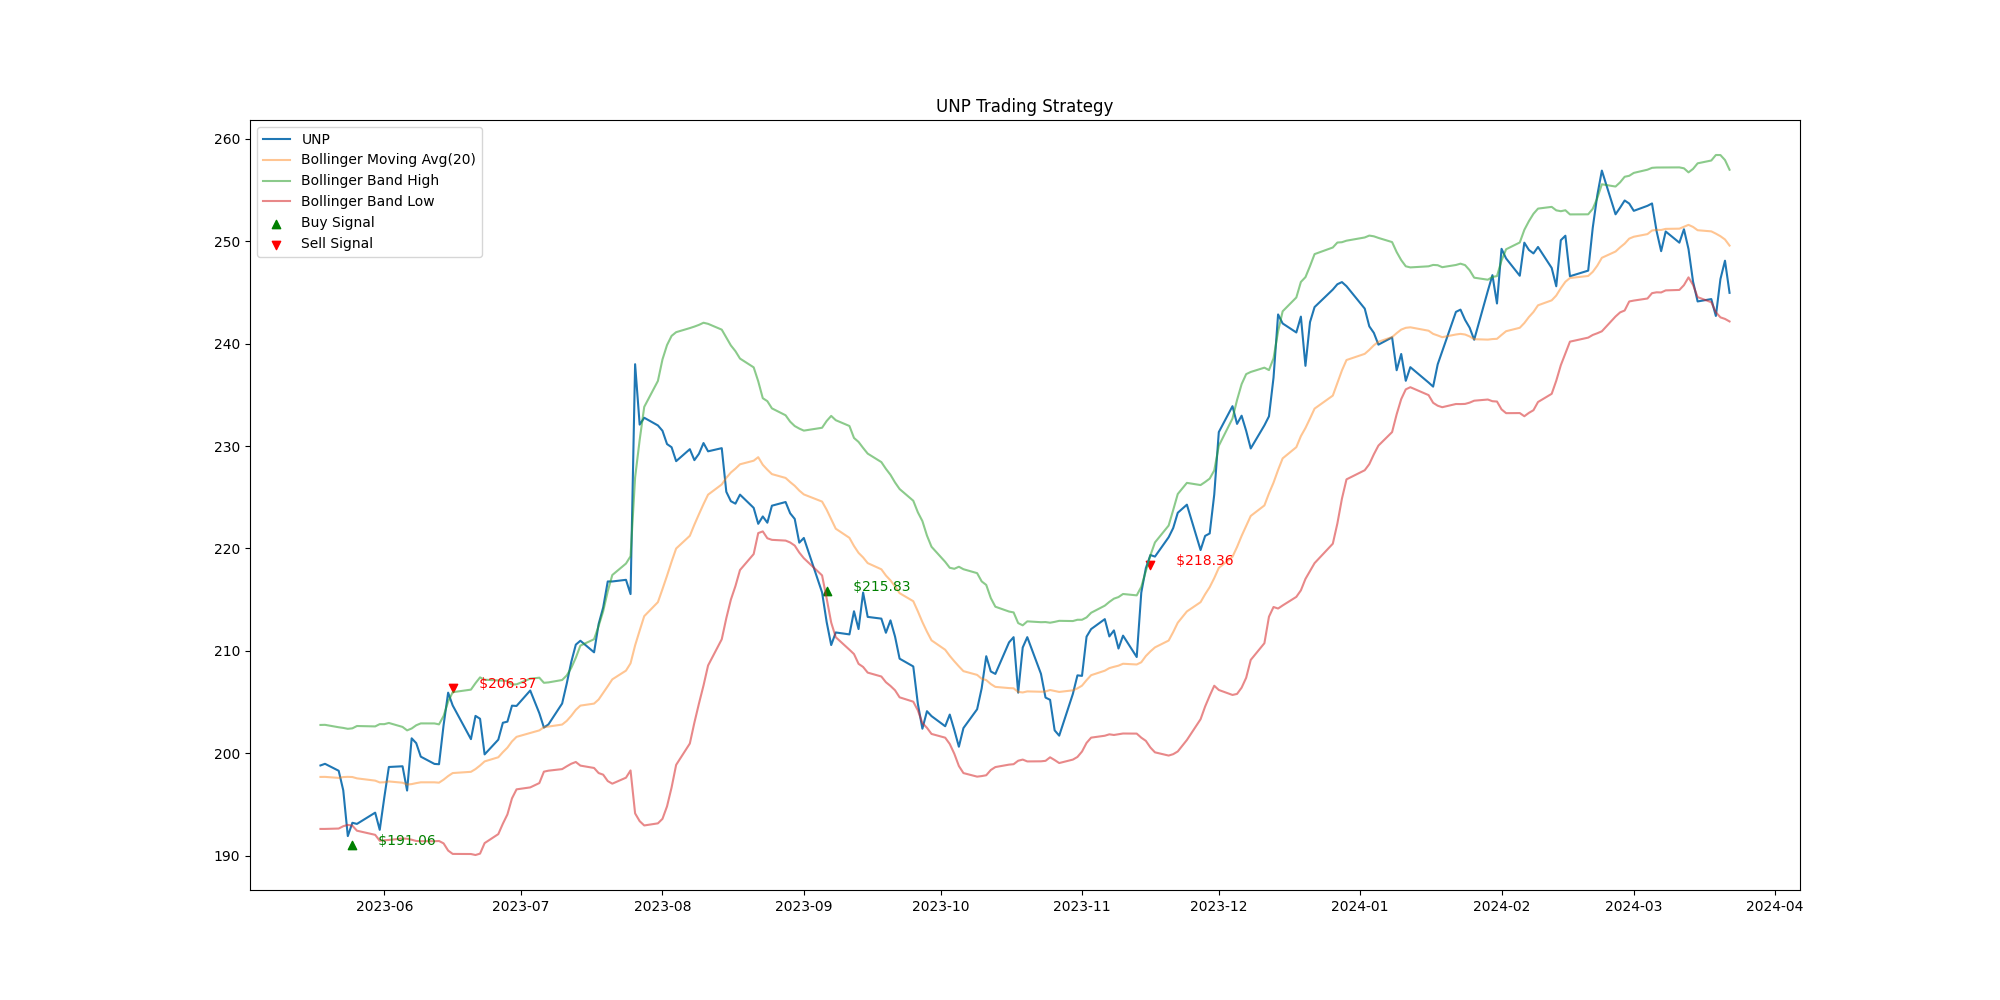 UNP Trading Strategy
260
250
240
230
220
210
200
190
UNP
Bollinger Moving Avg(20)
Bollinger Band High
Bollinger Band Low
Buy Signal
Sell Signal
$218.36
$215.83
$206.37
$191.06
2023-06 2023-07 2023-08 2023-09 2023-10 2023-11 2023-12 2024-01 2024-02 2024-03 2024-04